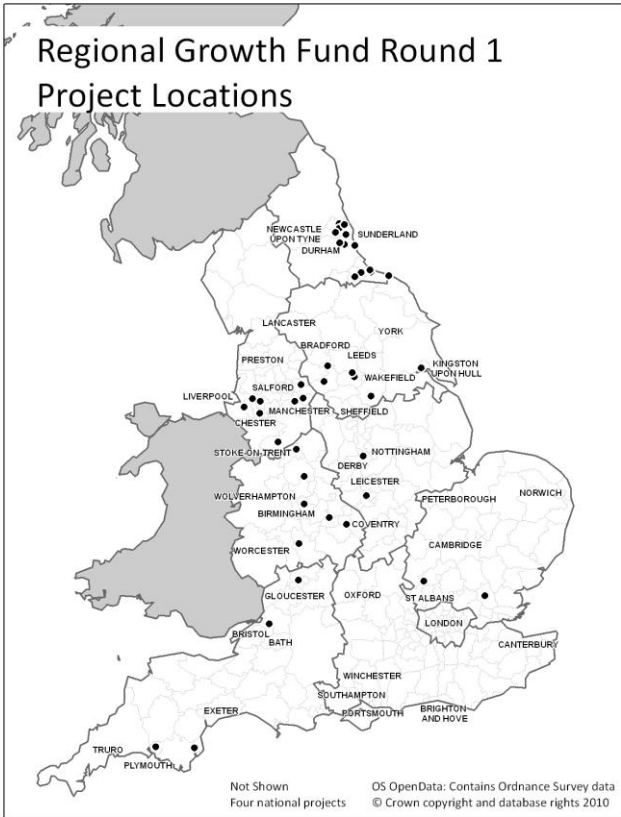 Regional Growth Fund Round 1
Project Locations
NEWCASTLE
UPON TYNE
SUNDERLAND
DURHAM
LANCASTER
YORK
BRADFORD
PRESTON
LEEDS
KINGSTON
UPON HULL
SALFORD
WAKEFIELD
LIVERPOOL
MANCHESTER
SHEFFIELD
CHESTER
STOKE-ON-TRENT
NOTTINGHAM
DERBY
LEICESTER
WOLVERHAMPTON
PETERBOROUGH
NORWICH
BIRMINGHAM
COVENTRY
CAMBRIDGE
WORCESTER
GLOUCESTER
OXFORD
ST ALBANS
LONDON
BRISTOL
BATH
CANTERBURY
WINCHESTER
SOUTHAMPTON
EXETER
PORTSMOUTH
BRIGHTON
AND HOVE
TRURO
PLYMOUTH
Not Shown
Four national projects
OS OpenData: Contains Ordnance Survey data
© Crown copyright and database rights 2010